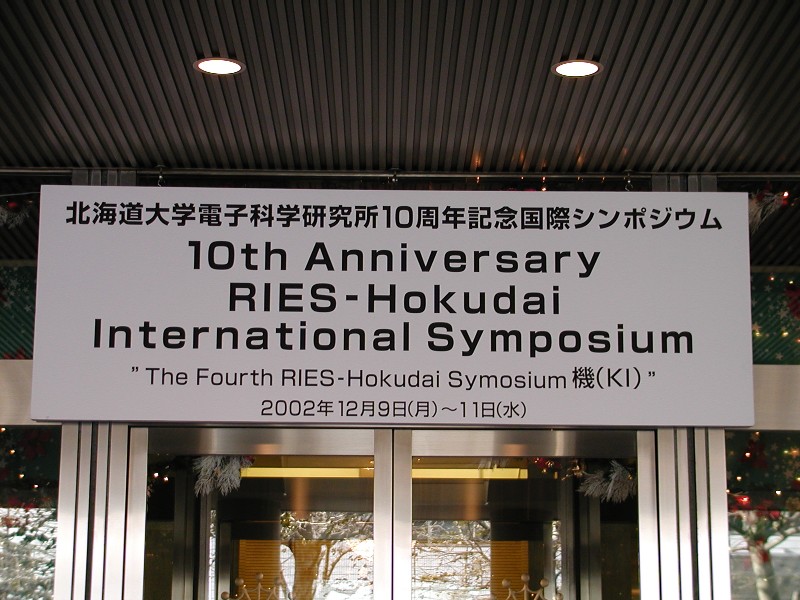 北海道大学電子科学研究所10周年記念国際シンポジウム
10th Anniversary
RIES-Hokudai
International Symposium
"The Fourth RIES-Hokudai Symosium 機(KI)"
2002年12月9日(月)～11日(水)